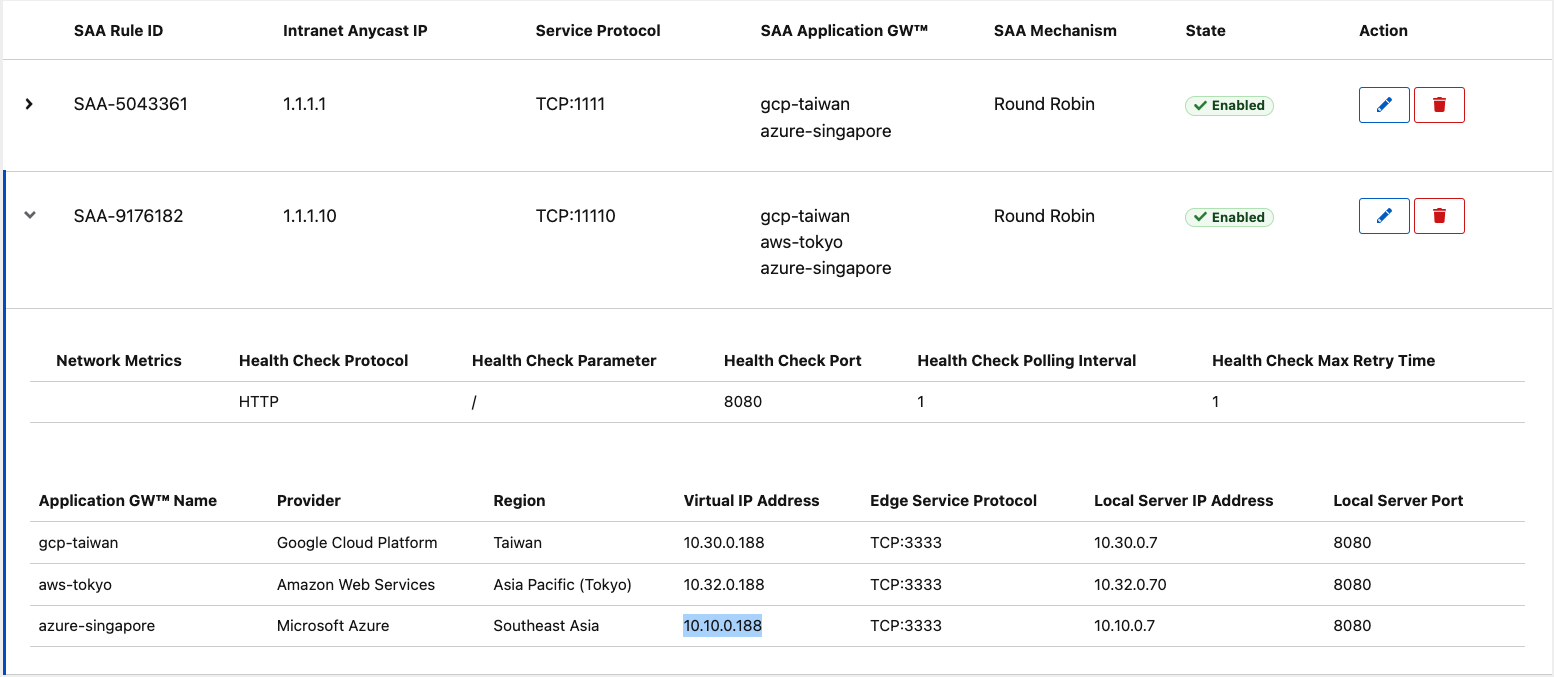 SAA Rule ID Intranet Anycast IP Service Protocol SAA Application GW™ SAA Mechanism State Action
SAA-5043361 1.1.1.1 TCP:1111 gcp-taiwan Round Robin Enabled
azure-singapore
SAA-9176182 1.1.1.10 TCP:11110 gcp-taiwan Round Robin Enabled
aws-tokyo
azure-singapore
Network Metrics Health Check Protocol Health Check Parameter Health Check Port Health Check Polling Interval Health Check Max Retry Time
HTTP / 8080 1 1
Application GW™ Name Provider Region Virtual IP Address Edge Service Protocol Local Server IP Address Local Server Port
gcp-taiwan Google Cloud Platform Taiwan 10.30.0.188 TCP:3333 10.30.0.7 8080
aws-tokyo Amazon Web Services Asia Pacific (Tokyo) 10.32.0.188 TCP:3333 10.32.0.70 8080
azure-singapore Microsoft Azure Southeast Asia 10.10.0.188 TCP:3333 10.10.0.7 8080